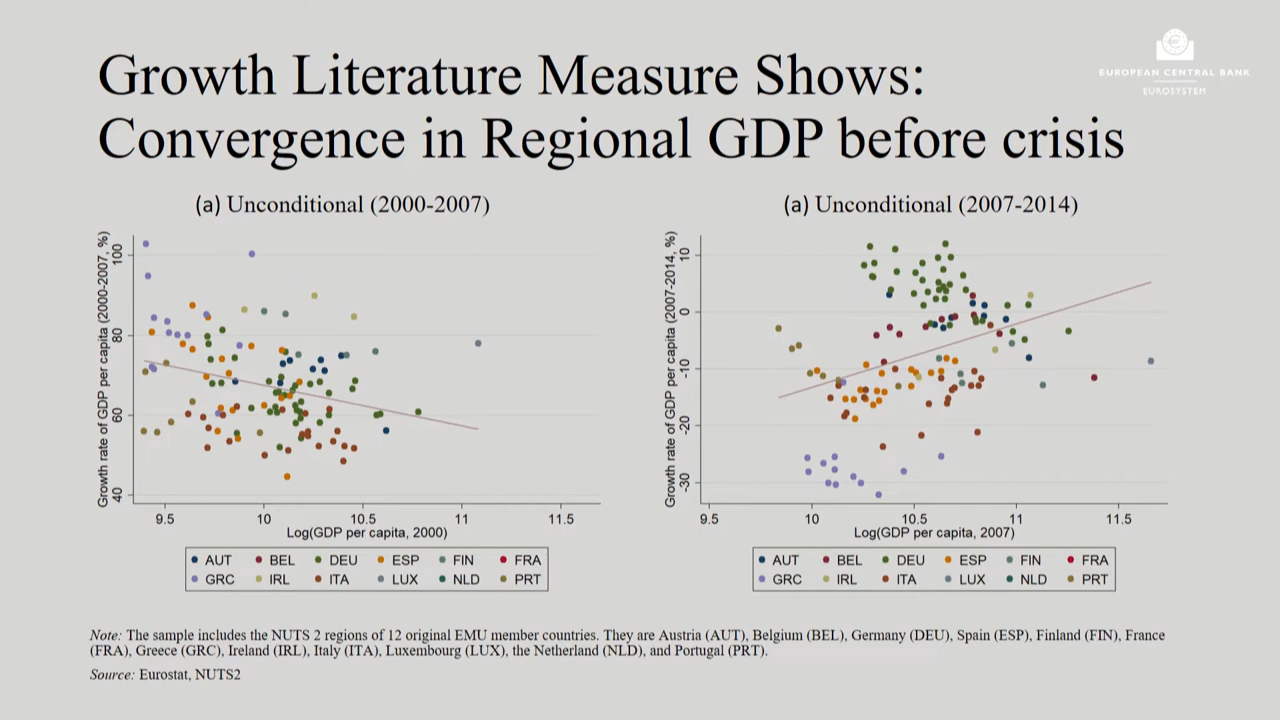 Growth Literature Measure Shows:
Convergence in Regional GDP before crisis
EUROPEAN CENTRAL BANK
EUROSYSTEM
(a) Unconditional (2000-2007)
Growth rate of GDP per capita (2000-2007, %)
100
80
60
40
9.5 10 10.5 11 11.5
Log(GDP per capita, 2000)
AUT BEL DEU ESP FIN FRA
GRC IRL ITA LUX NLD PRT
(a) Unconditional (2007-2014)
Growth rate of GDP per capita (2007-2014, %)
10
0
-10
-20
-30
9.5 10 10.5 11 11.5
Log(GDP per capita, 2007)
AUT BEL DEU ESP FIN FRA
GRC IRL ITA LUX NLD PRT
Note: The sample includes the NUTS 2 regions of 12 original EMU member countries. They are Austria (AUT), Belgium (BEL), Germany (DEU), Spain (ESP), Finland (FIN), France
(FRA), Greece (GRC), Ireland (IRL), Italy (ITA), Luxembourg (LUX), the Netherland (NLD), and Portugal (PRT).
Source: Eurostat, NUTS2